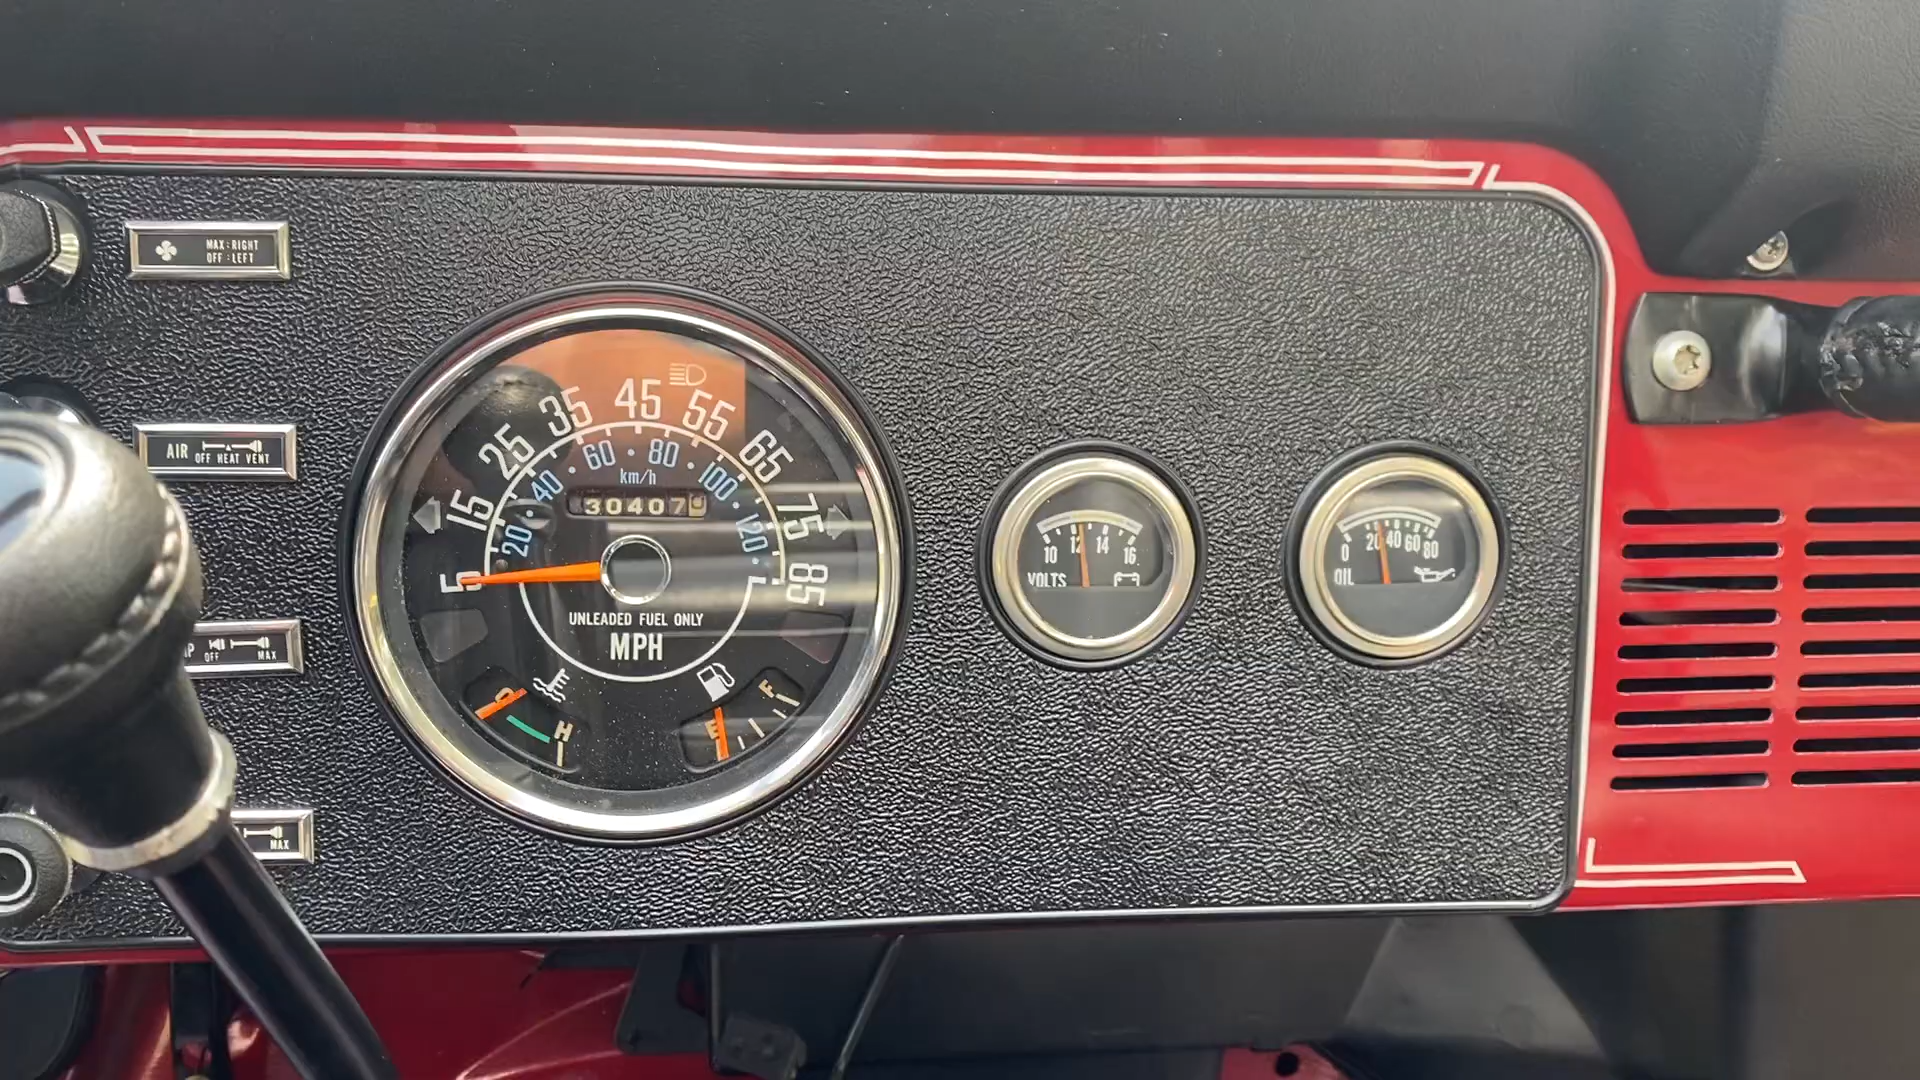 MAX:RIGHT
OFF:LEFT
AIR
OFF HEAT VENT
OFF MAX
MAX
5 15 25 35 45 55 65 75 85
20 40 60 80 100 120
km/h
30407
UNLEADED FUEL ONLY
MPH
H
E F
10 12 14 16
VOLTS
0 20 40 60 80
OIL